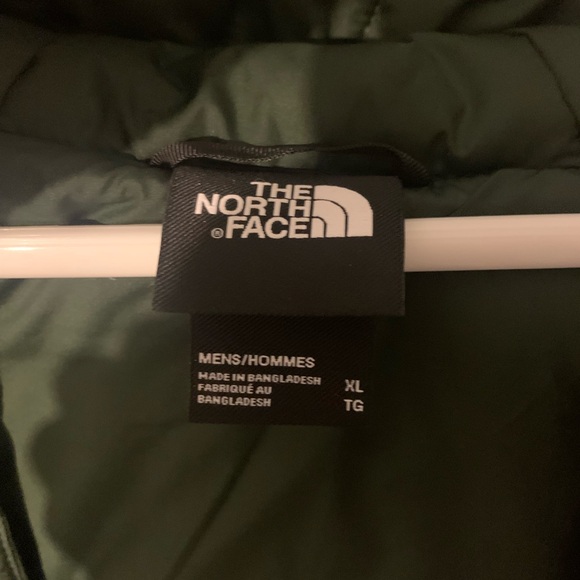 THE
NORTH
® FACE
MENS/HOMMES
MADE IN BANGLADESH XL
FABRIQUÉ AU
BANGLADESH TG